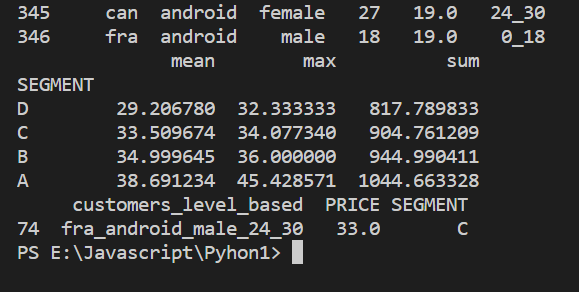 345 can android female 27 19.0 24_30
346 fra android male 18 19.0 0_18
mean max sum
SEGMENT
D 29.206780 32.333333 817.789833
C 33.509674 34.077340 904.761209
B 34.999645 36.000000 944.990411
A 38.691234 45.428571 1044.663328
customers_level_based PRICE SEGMENT
74 fra_android_male_24_30 33.0 C
PS E:\Javascript\Pyhon1>